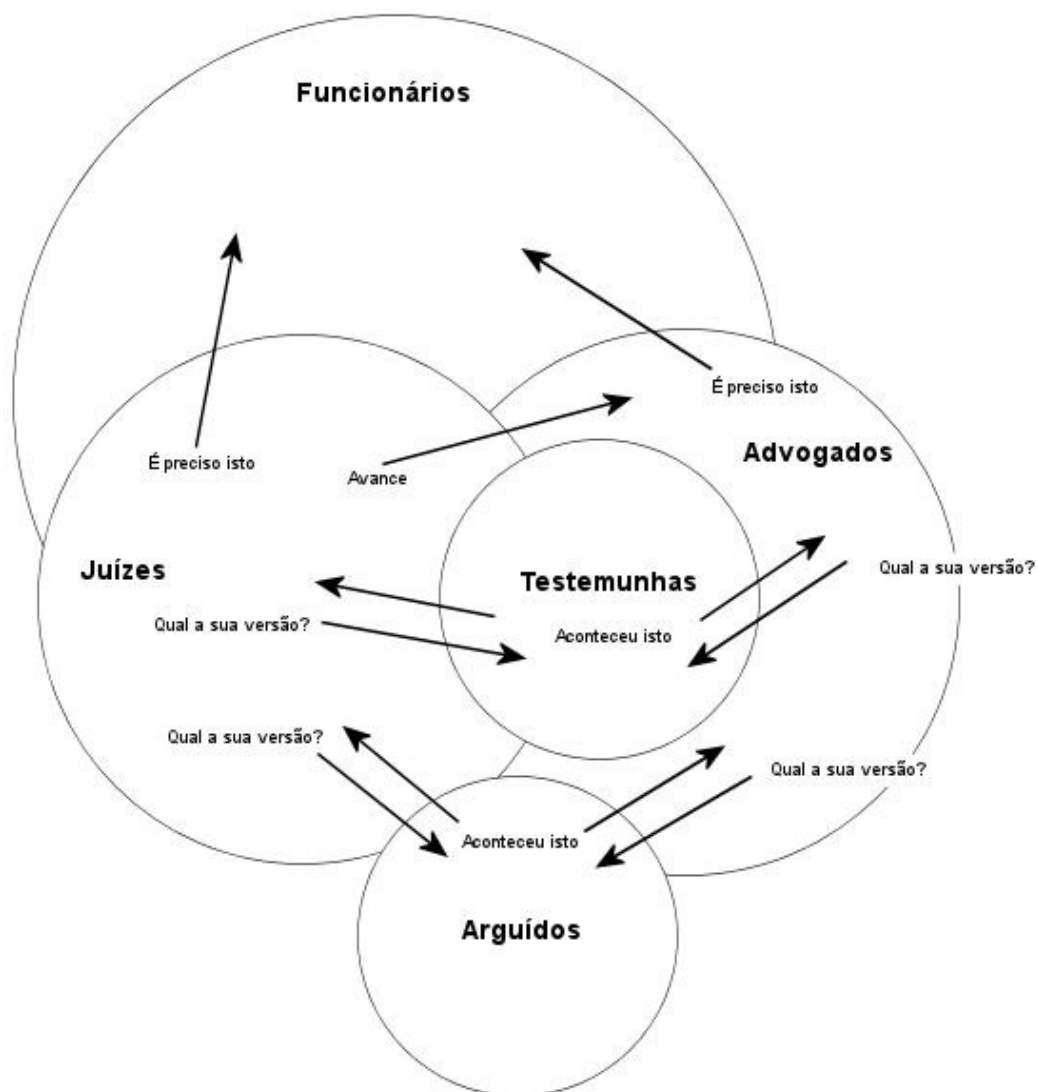 Funcionários
É preciso isto
É preciso isto
Avance
Advogados
Juízes
Testemunhas
Qual a sua versão?
Qual a sua versão?
Aconteceu isto
Qual a sua versão?
Qual a sua versão?
Aconteceu isto
Arguídos